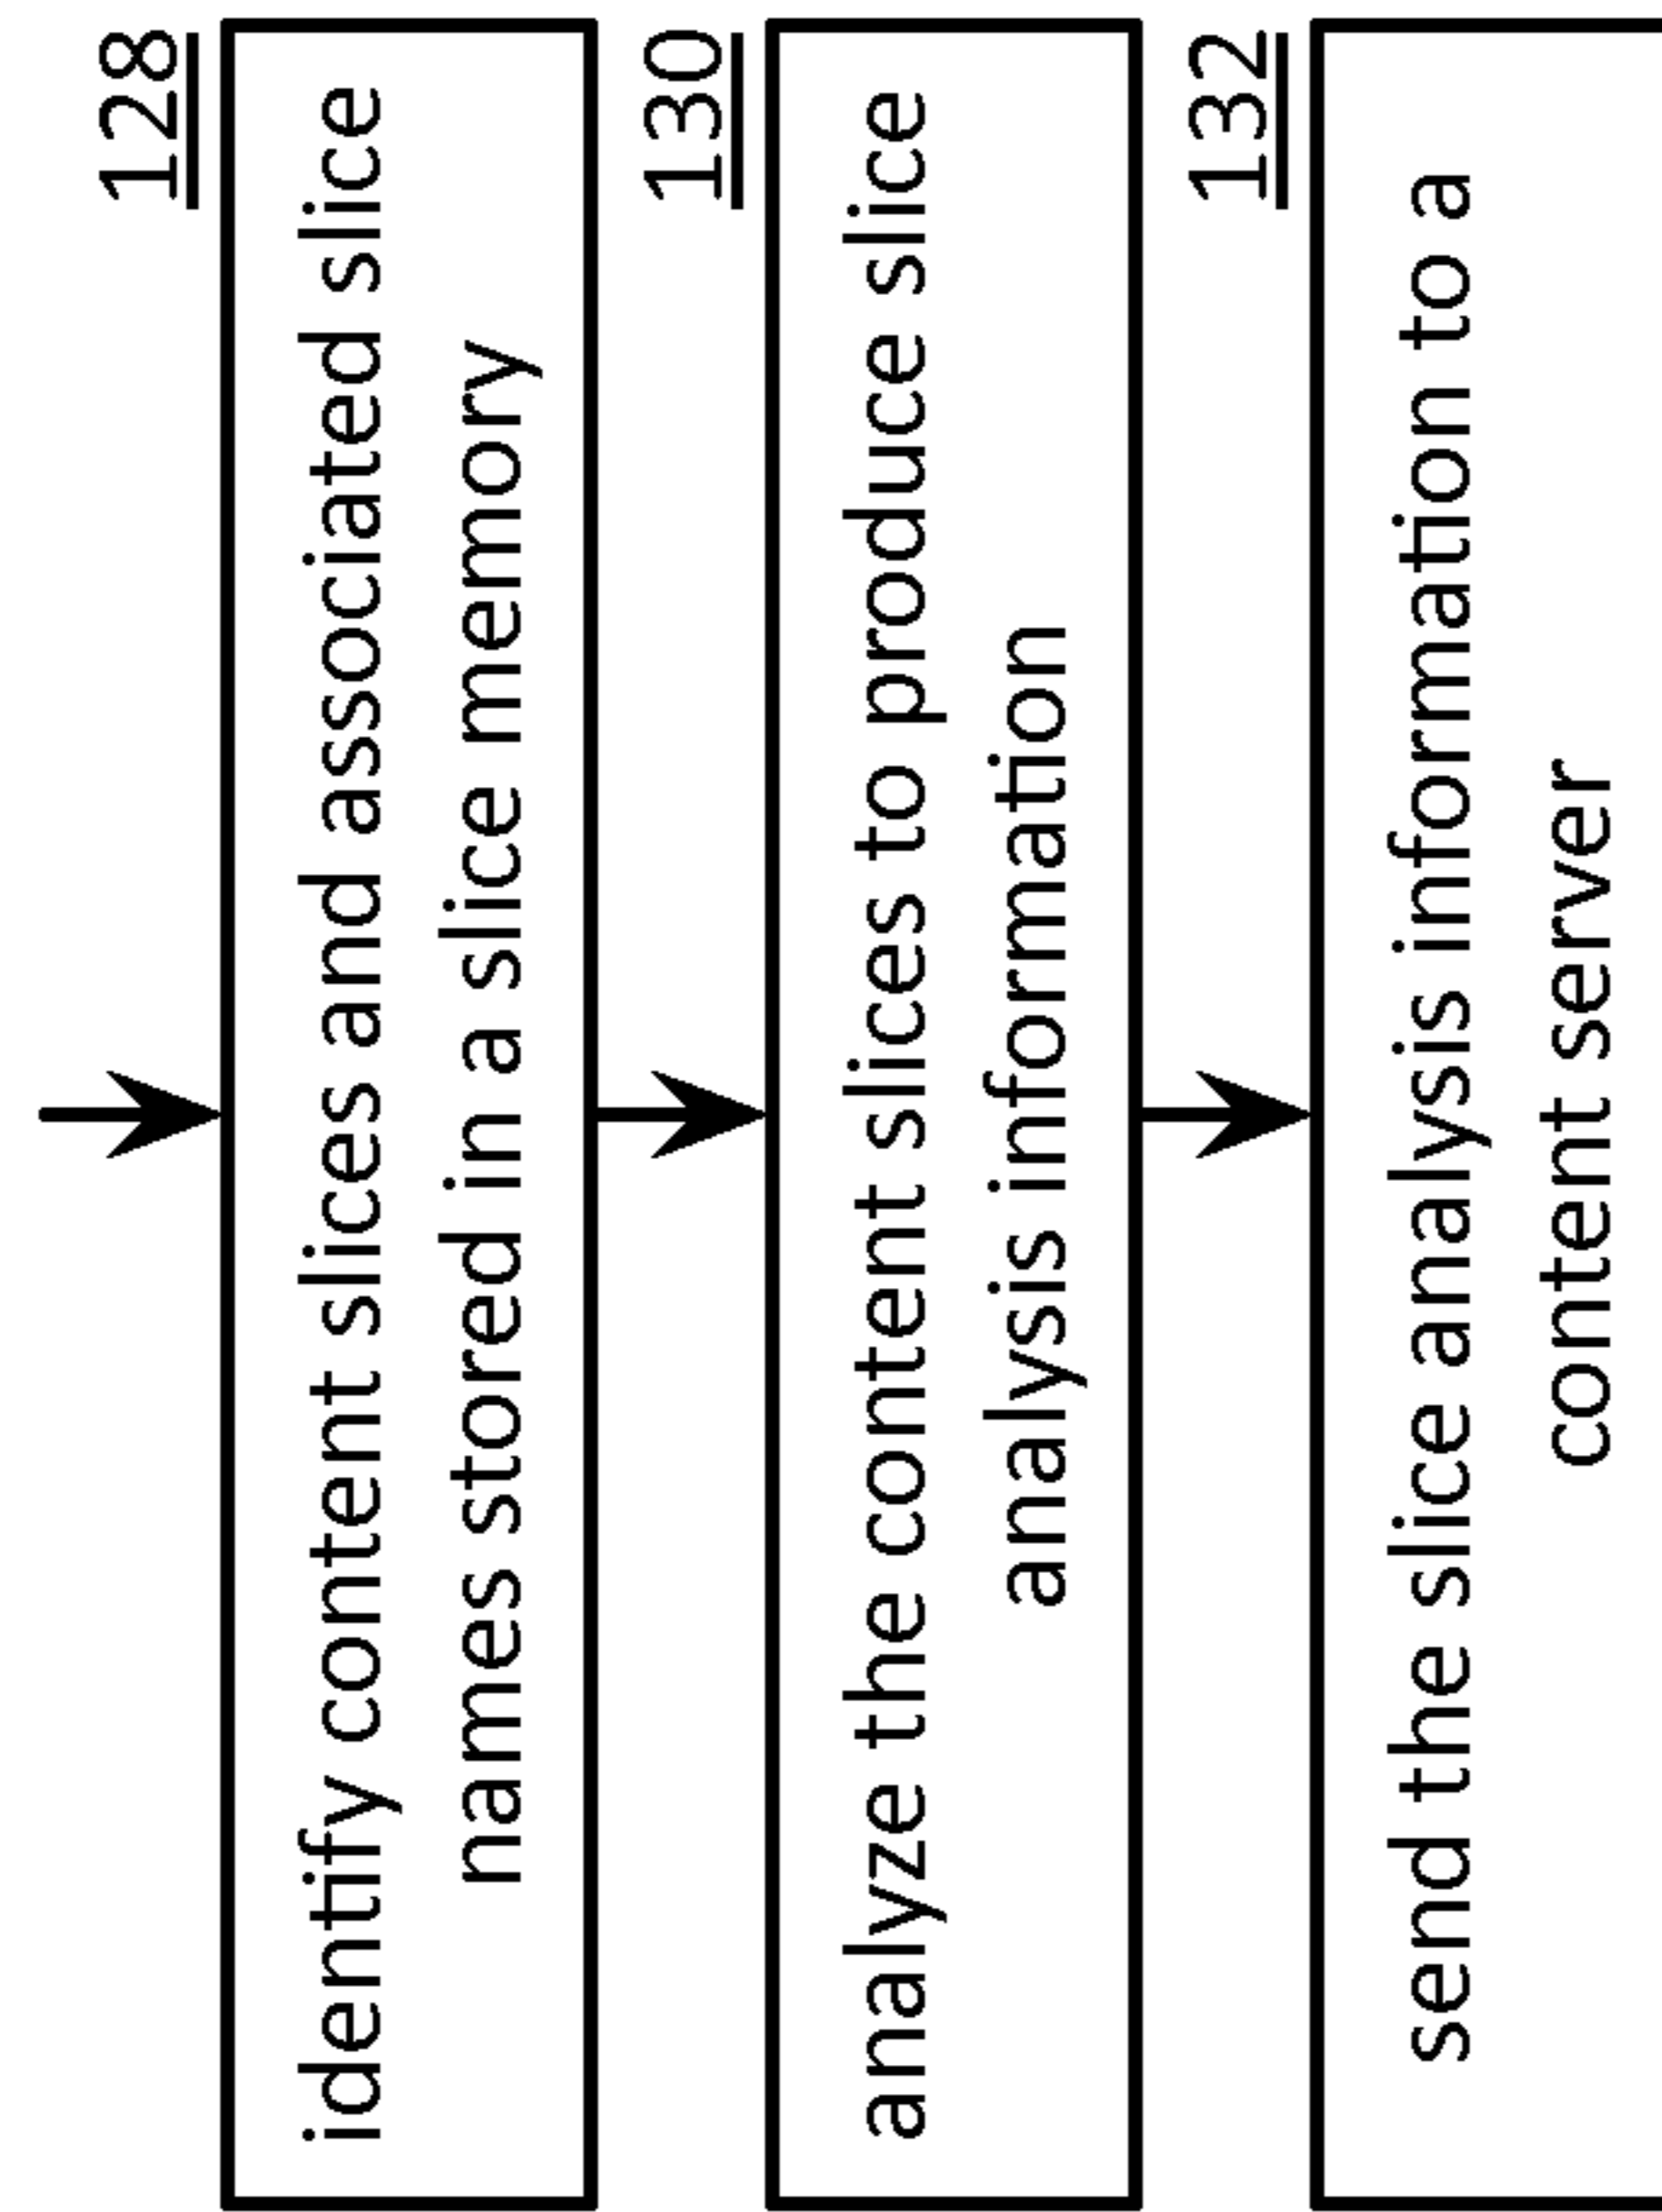 128
identify content slices and associated slice
names stored in a slice memory
130
analyze the content slices to produce slice
analysis information
132
send the slice analysis information to a
content server